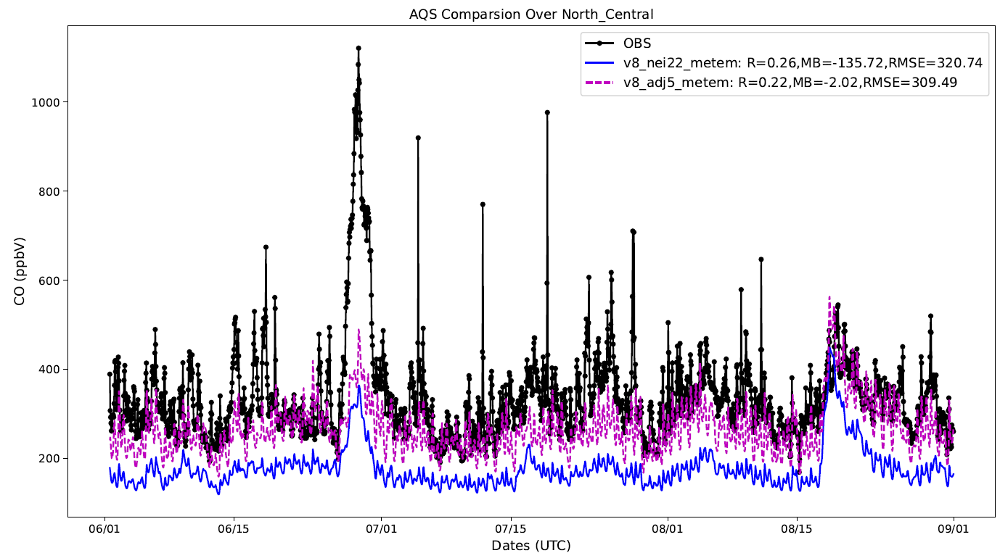 AQS Comparsion Over North_Central
OBS
v8_nei22_metem: R=0.26,MB=-135.72,RMSE=320.74
v8_adj5_metem: R=0.22,MB=-2.02,RMSE=309.49
CO (ppbV)
1000
800
600
400
200
06/01
06/15
07/01
07/15
08/01
08/15
09/01
Dates (UTC)